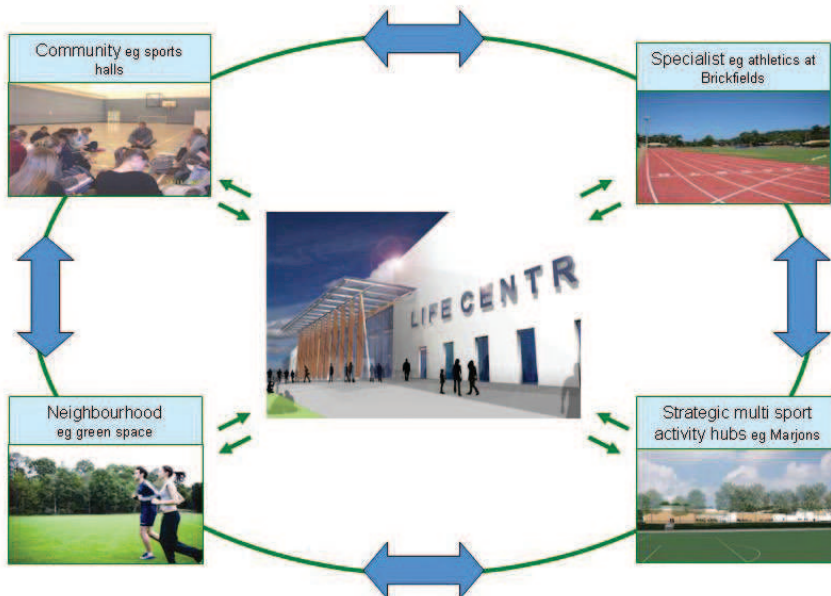 Community eg sports
halls
Specialist eg athletics at
Brickfields
LIFE CENTR
Neighbourhood
eg green space
Strategic multi sport
activity hubs eg Marjons